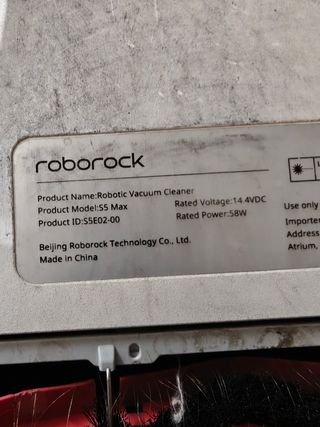 roborock
Product Name:Robotic Vacuum Cleaner
Product Model:S5 Max Rated Voltage:14.4VDC
Product ID:S5E02-00 Rated Power:58W
Beijing Roborock Technology Co., Ltd.
Made in China
Use only
Importer
Address
Atrium,